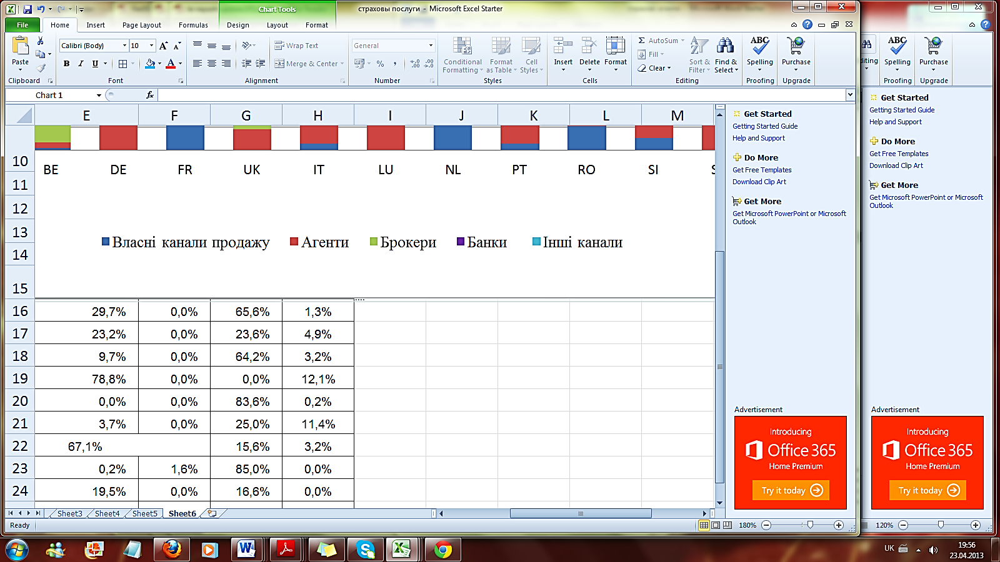 Chart Tools
страховы послуги - Microsoft Excel Starter
File Home Insert Page Layout Formulas Design Layout Format
Paste
Calibri (Body) 10
B I U A
Wrap Text
Merge & Center
General
% ,
Conditional Formatting
Format as Table
Cell Styles
Insert Delete Format
Σ AutoSum
Fill
Clear
Sort & Filter
Find & Select
ABC
Spelling
Purchase
Clipboard Font Alignment Number Styles Cells Editing Proofing Upgrade
diting
ABC
Spelling
Purchase
Proofing Upgrade
Chart 1 fx
E F G H I J K L M
10 BE DE FR UK IT LU NL PT RO SI S
11
12
13
Власні канали продажу Агенти Брокери Банки Інші канали
14
15
16 29,7% 0,0% 65,6% 1,3%
17 23,2% 0,0% 23,6% 4,9%
18 9,7% 0,0% 64,2% 3,2%
19 78,8% 0,0% 0,0% 12,1%
20 0,0% 0,0% 83,6% 0,2%
21 3,7% 0,0% 25,0% 11,4%
22 67,1% 15,6% 3,2%
23 0,2% 1,6% 85,0% 0,0%
24 19,5% 0,0% 16,6% 0,0%
Sheet3 Sheet4 Sheet5 Sheet6
Ready
180%
Get Started
Getting Started Guide
Help and Support
Do More
Get Free Templates
Download Clip Art
Get More
Get Microsoft PowerPoint or Microsoft
Outlook
Advertisement
Introducing
Office 365
Home Premium
Try it today
Get Started
Getting Started Guide
Help and Support
Do More
Get Free Templates
Download Clip Art
Get More
Get Microsoft PowerPoint or Microsoft
Outlook
Advertisement
Introducing
Office 365
Home Premium
Try it today
120%
UK
19:56
23.04.2013